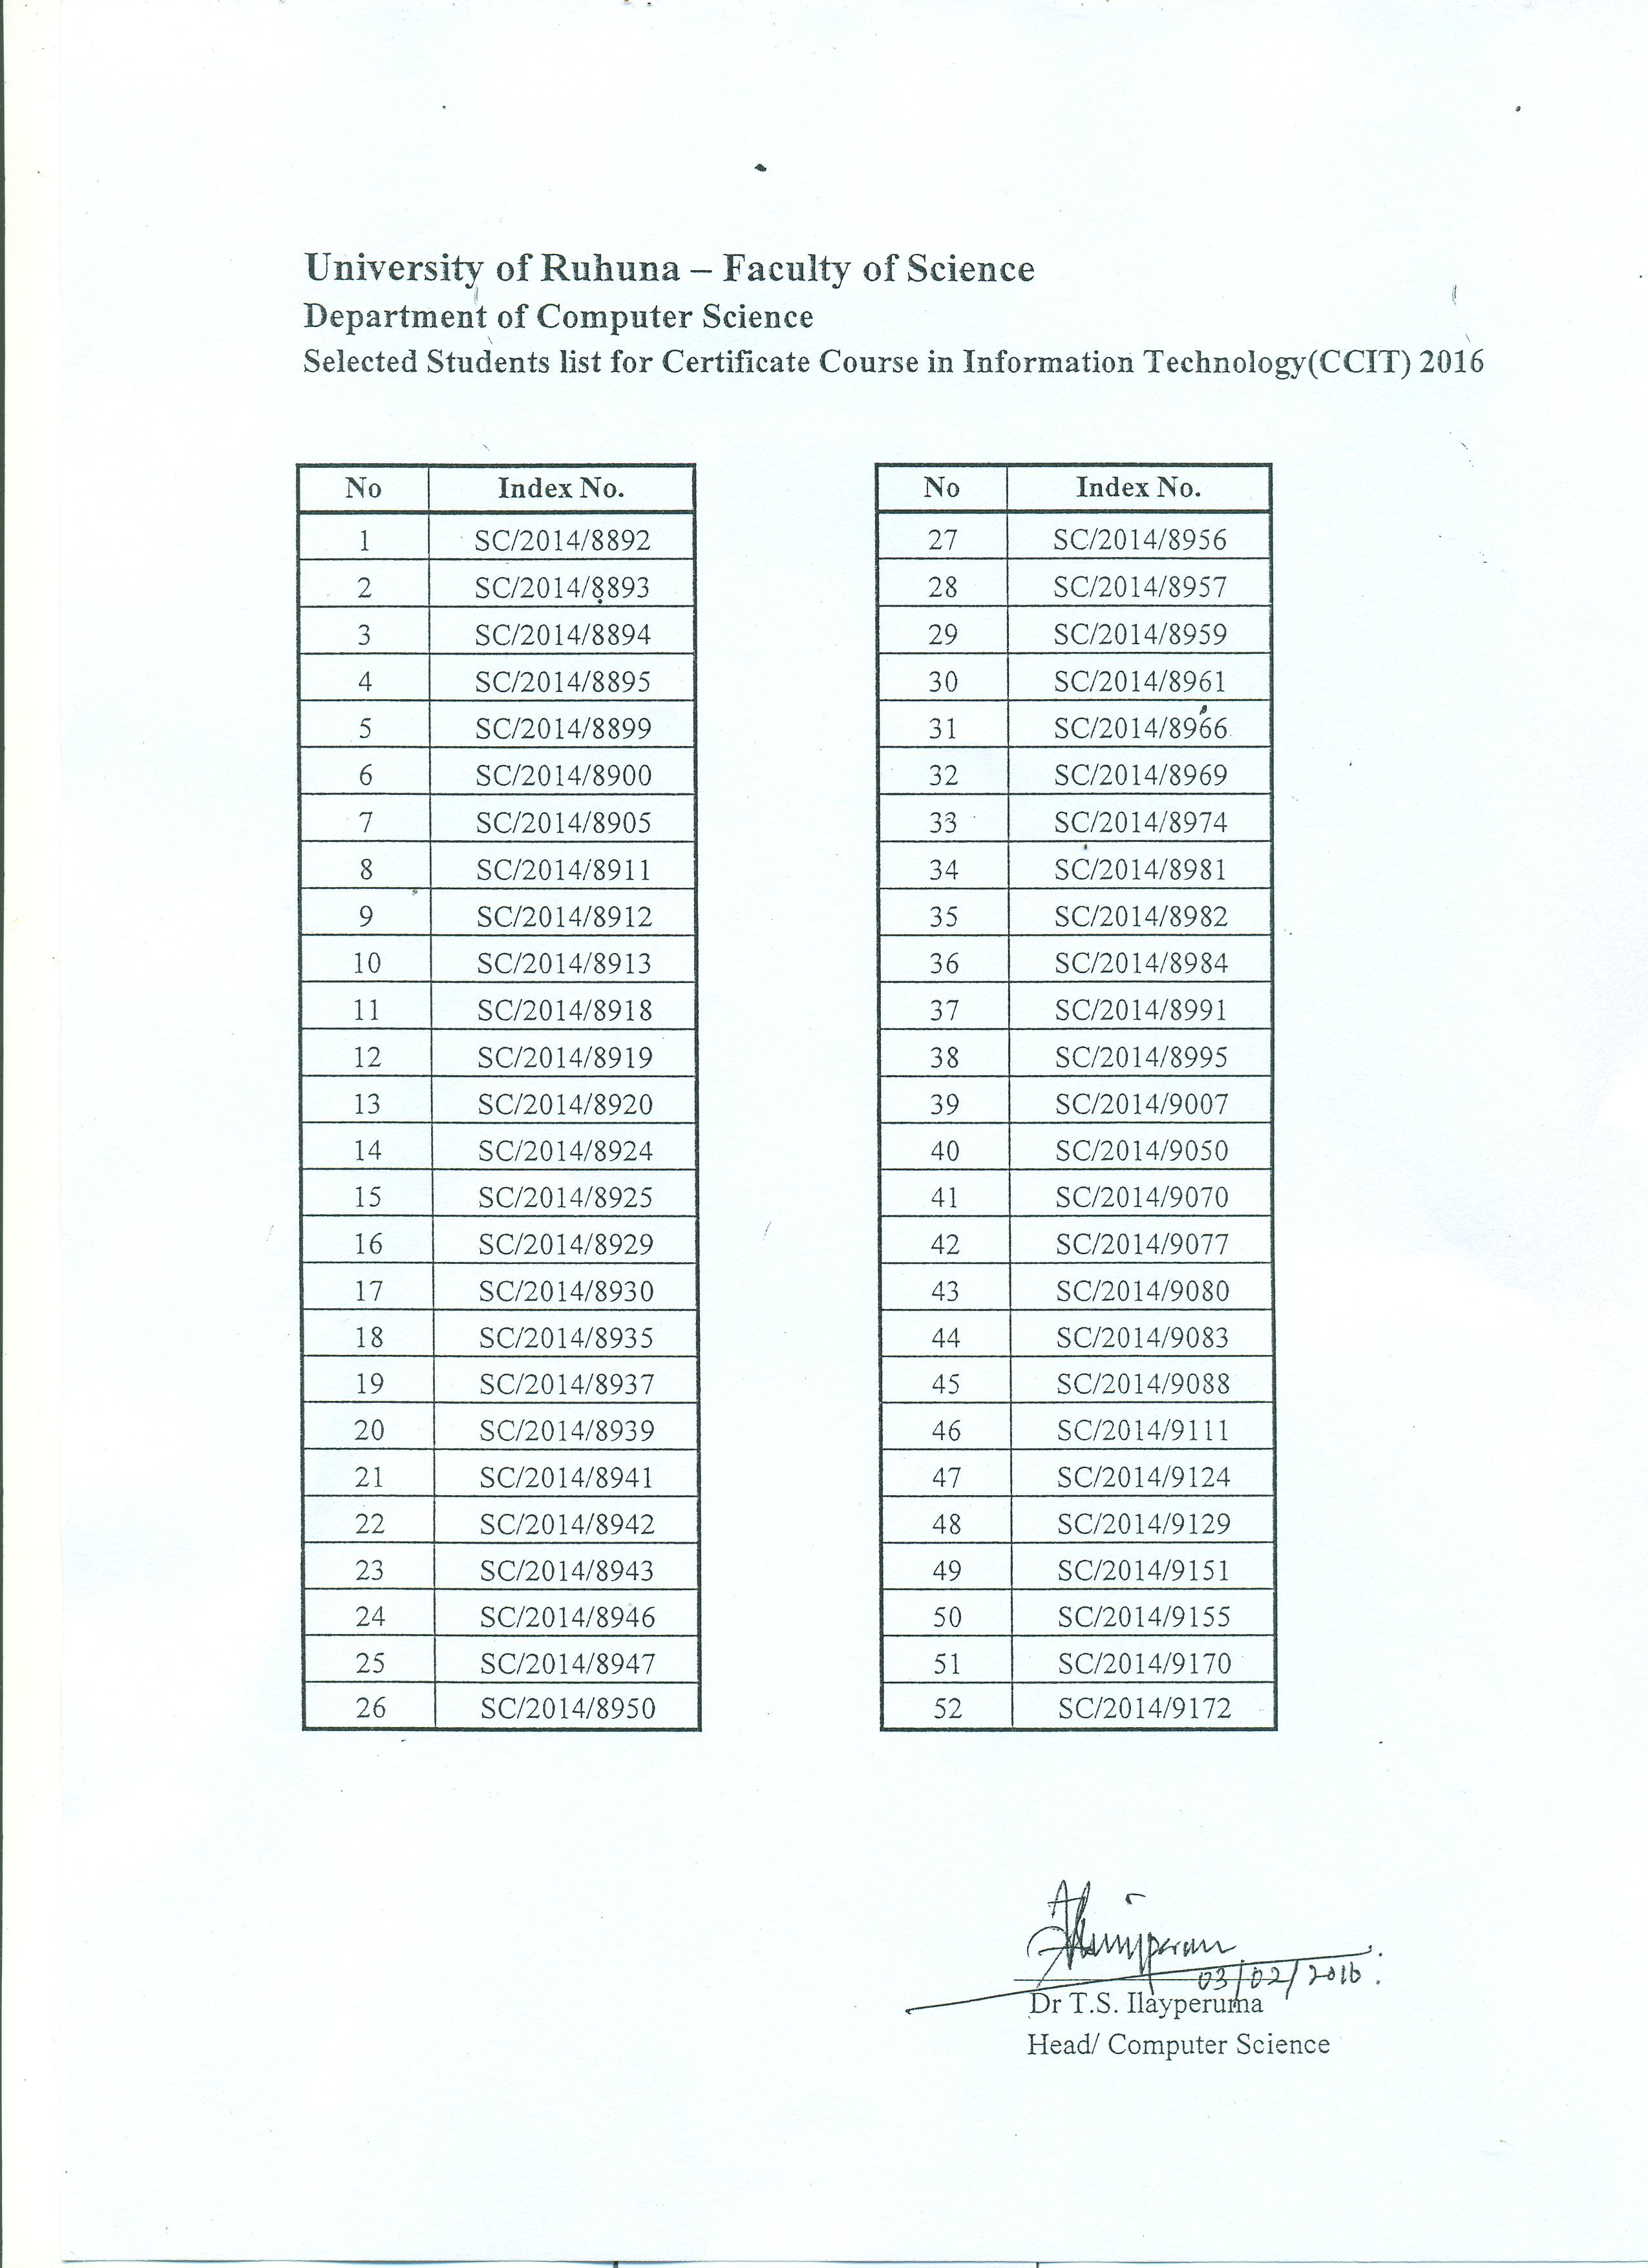 University of Ruhuna – Faculty of Science
Department of Computer Science
Selected Students list for Certificate Course in Information Technology(CCIT) 2016
No Index No.
1 SC/2014/8892
2 SC/2014/8893
3 SC/2014/8894
4 SC/2014/8895
5 SC/2014/8899
6 SC/2014/8900
7 SC/2014/8905
8 SC/2014/8911
9 SC/2014/8912
10 SC/2014/8913
11 SC/2014/8918
12 SC/2014/8919
13 SC/2014/8920
14 SC/2014/8924
15 SC/2014/8925
16 SC/2014/8929
17 SC/2014/8930
18 SC/2014/8935
19 SC/2014/8937
20 SC/2014/8939
21 SC/2014/8941
22 SC/2014/8942
23 SC/2014/8943
24 SC/2014/8946
25 SC/2014/8947
26 SC/2014/8950
No Index No.
27 SC/2014/8956
28 SC/2014/8957
29 SC/2014/8959
30 SC/2014/8961
31 SC/2014/8966
32 SC/2014/8969
33 SC/2014/8974
34 SC/2014/8981
35 SC/2014/8982
36 SC/2014/8984
37 SC/2014/8991
38 SC/2014/8995
39 SC/2014/9007
40 SC/2014/9050
41 SC/2014/9070
42 SC/2014/9077
43 SC/2014/9080
44 SC/2014/9083
45 SC/2014/9088
46 SC/2014/9111
47 SC/2014/9124
48 SC/2014/9129
49 SC/2014/9151
50 SC/2014/9155
51 SC/2014/9170
52 SC/2014/9172
03/02/2016.
Dr T.S. Ilayperuma
Head/ Computer Science